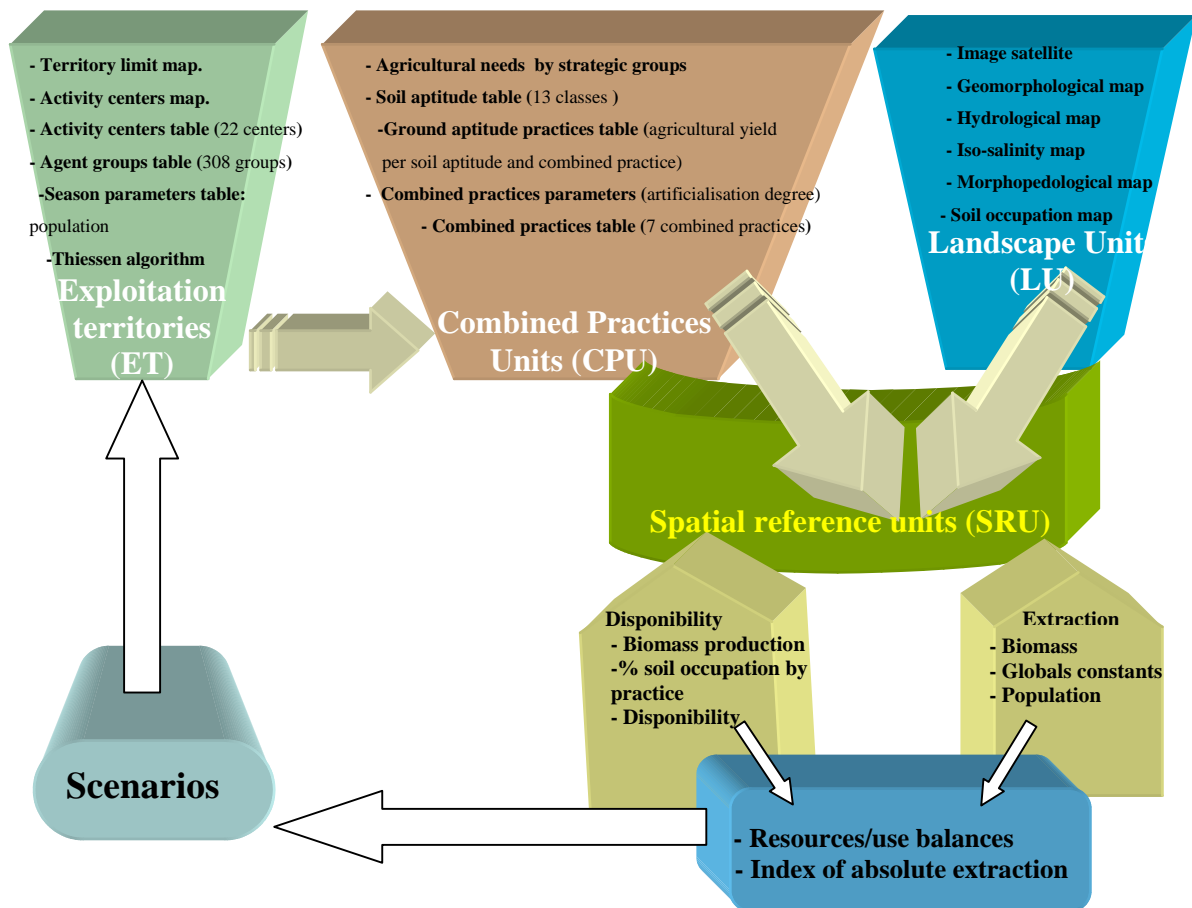 - Territory limit map.
- Activity centers map.
- Activity centers table (22 centers)
- Agent groups table (308 groups)
-Season parameters table:
population
-Thiessen algorithm
Exploitation
territories
(ET)
- Agricultural needs by strategic groups
- Soil aptitude table (13 classes )
-Ground aptitude practices table (agricultural yield
per soil aptitude and combined practice)
- Combined practices parameters (artificialisation degree)
- Combined practices table (7 combined practices)
Combined Practices
Units (CPU)
- Image satellite
- Geomorphological map
- Hydrological map
- Iso-salinity map
- Morphopedological map
- Soil occupation map
Landscape Unit
(LU)
Spatial reference units (SRU)
Disponibility
- Biomass production
-% soil occupation by
practice
- Disponibility
Extraction
- Biomass
- Globals constants
- Population
Scenarios
- Resources/use balances
- Index of absolute extraction